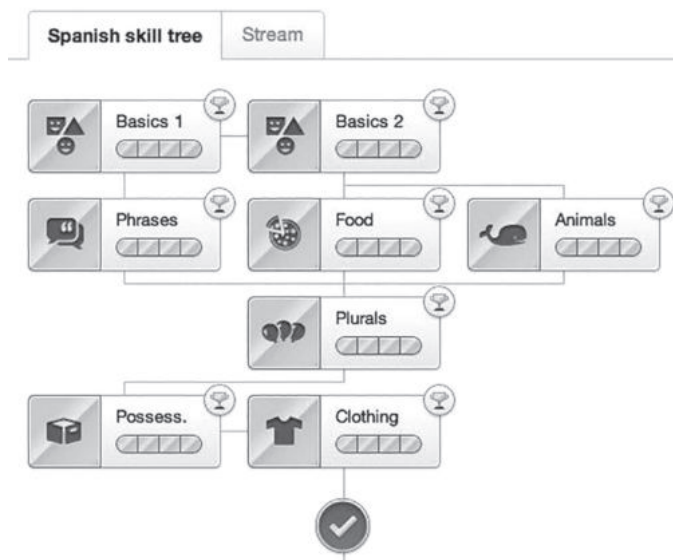 Spanish skill tree
Stream
Basics 1
Basics 2
Phrases
Food
Animals
Plurals
Possess.
Clothing